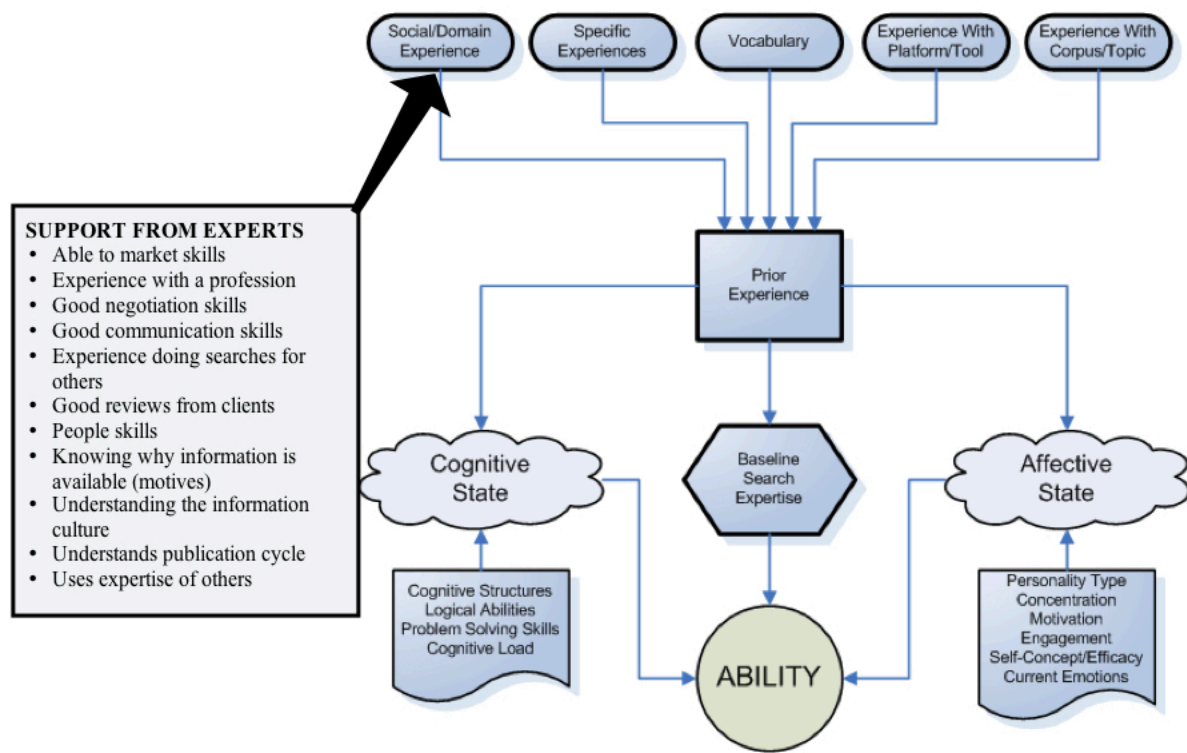 Social/Domain
Experience
Specific
Experiences
Vocabulary
Experience With
Platform/Tool
Experience With
Corpus/Topic
SUPPORT FROM EXPERTS
• Able to market skills
• Experience with a profession
• Good negotiation skills
• Good communication skills
• Experience doing searches for
others
• Good reviews from clients
• People skills
• Knowing why information is
available (motives)
• Understanding the information
culture
• Understands publication cycle
• Uses expertise of others
Prior
Experience
Cognitive
State
Baseline
Search
Expertise
Affective
State
Cognitive Structures
Logical Abilities
Problem Solving Skills
Cognitive Load
ABILITY
Personality Type
Concentration
Motivation
Engagement
Self-Concept/Efficacy
Current Emotions